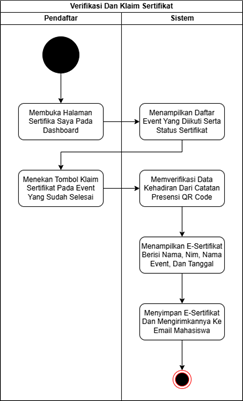 Verifikasi Dan Klaim Sertifikat
Pendaftar
Sistem
Membuka Halaman
Sertifika Saya Pada
Dashboard
Menampilkan Daftar
Event Yang Diikuti Serta
Status Sertifikat
Menekan Tombol Klaim
Sertifikat Pada Event
Yang Sudah Selesai
Memverifikasi Data
Kehadiran Dari Catatan
Presensi QR Code
Menampilkan E-Sertifikat
Berisi Nama, Nim, Nama
Event, Dan Tanggal
Menyimpan E-Sertifikat
Dan Mengirimkannya Ke
Email Mahasiswa